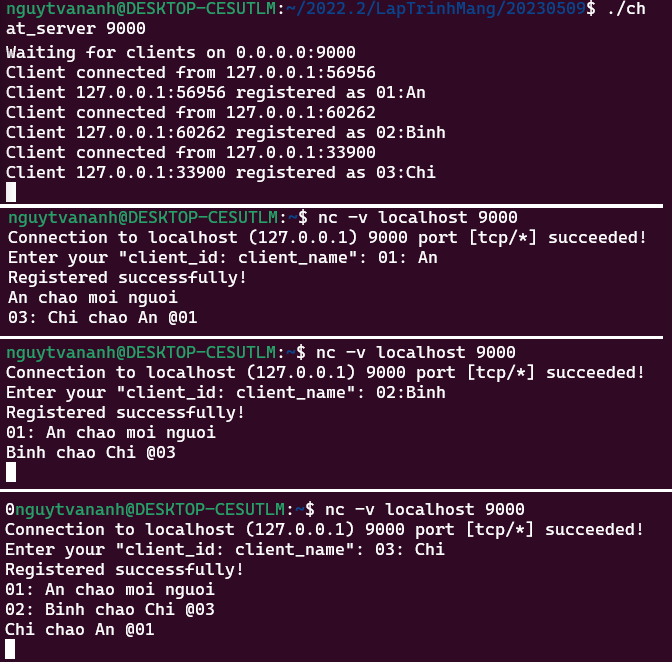 nguytvananh@DESKTOP-CESUTLM:~/2022.2/LapTrinhMang/20230509$ ./ch
at_server 9000
Waiting for clients on 0.0.0.0:9000
Client connected from 127.0.0.1:56956
Client 127.0.0.1:56956 registered as 01:An
Client connected from 127.0.0.1:60262
Client 127.0.0.1:60262 registered as 02:Binh
Client connected from 127.0.0.1:33900
Client 127.0.0.1:33900 registered as 03:Chi
nguytvananh@DESKTOP-CESUTLM:~$ nc -v localhost 9000
Connection to localhost (127.0.0.1) 9000 port [tcp/*] succeeded!
Enter your "client_id: client_name": 01: An
Registered successfully!
An chao moi nguoi
03: Chi chao An @01
nguytvananh@DESKTOP-CESUTLM:~$ nc -v localhost 9000
Connection to localhost (127.0.0.1) 9000 port [tcp/*] succeeded!
Enter your "client_id: client_name": 02:Binh
Registered successfully!
01: An chao moi nguoi
Binh chao Chi @03
0nguytvananh@DESKTOP-CESUTLM:~$ nc -v localhost 9000
Connection to localhost (127.0.0.1) 9000 port [tcp/*] succeeded!
Enter your "client_id: client_name": 03: Chi
Registered successfully!
01: An chao moi nguoi
02: Binh chao Chi @03
Chi chao An @01